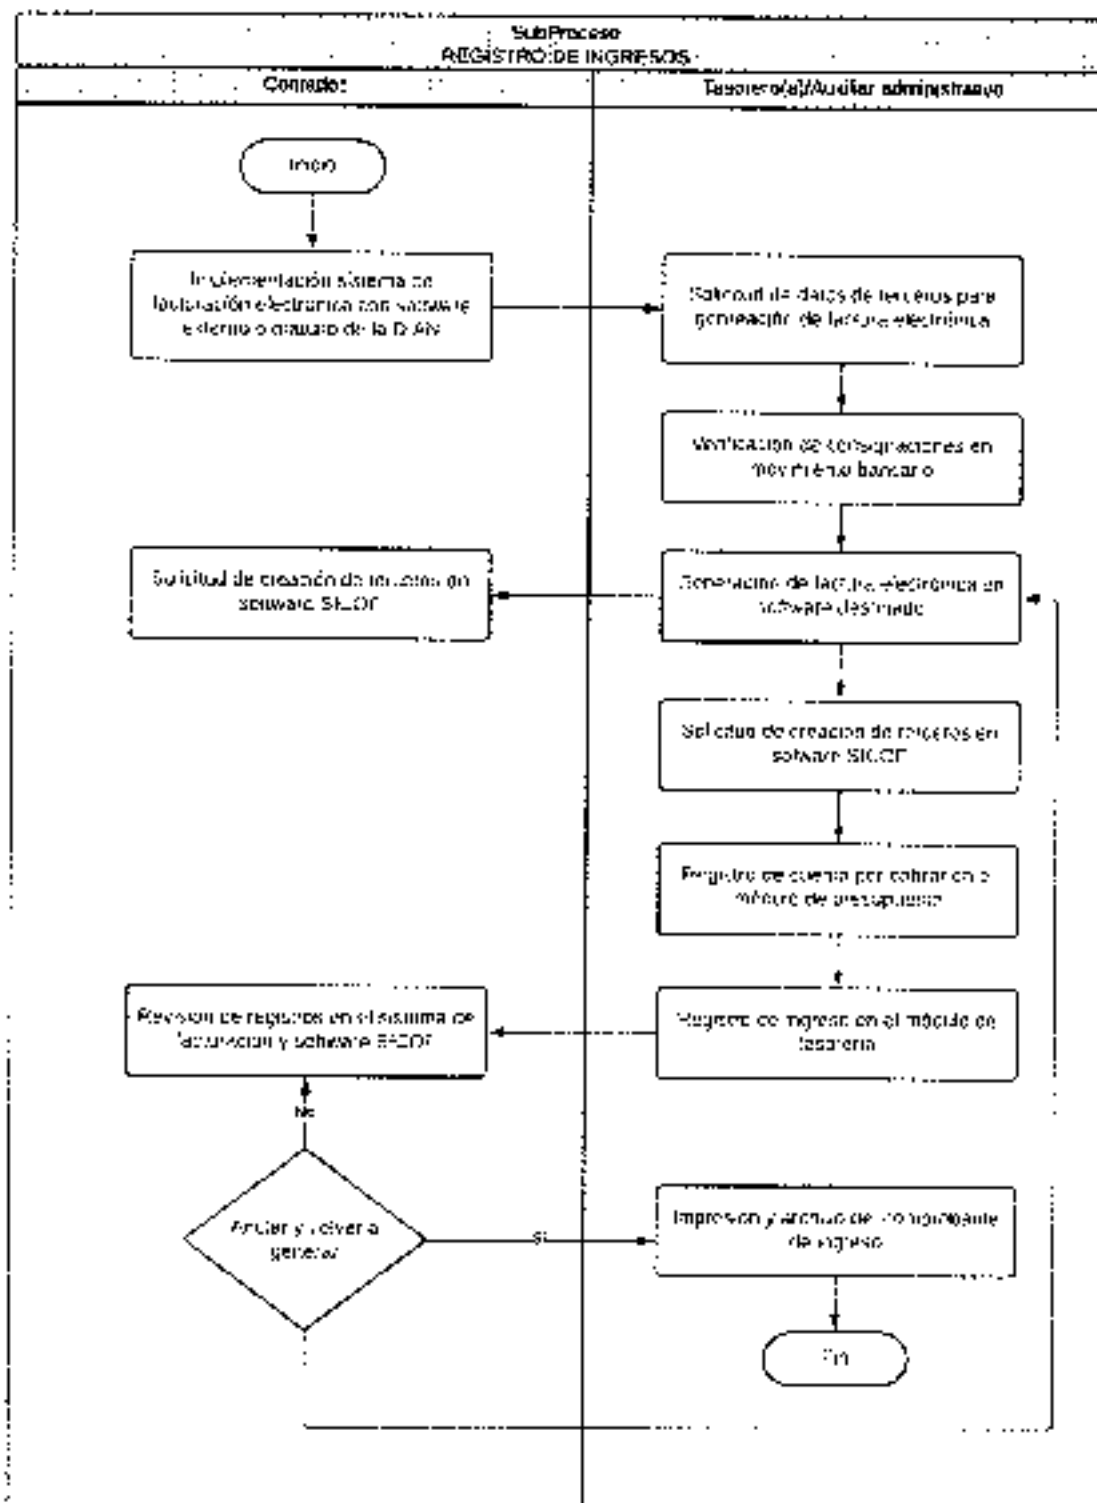 SubProceso
REGISTRO DE INGRESOS
Contador
Tesorero(a)/Auxiliar administrativo
Inicio
Implementación sistema de
facturación electronica con software
externo o gratuito de la DIAN
Solicitud de datos de terceros para
generación de factura electrónica
Verificación de consignaciones en
movimiento bancario
Solicitud de creación de terceros en
software SICOF
Generación de factura electrónica en
software destinado
Solicitud de creación de terceros en
sotware SICOF
Registro de cuenta por cobrar en
módulo de presupuesto
Revisión de registros en el sistema de
facturación y software SICOF
Registro de ingreso en el módulo de
tesorería
No
Anular y volver a
generar
Si
Impresión y archivo de comprobante
de ingreso
Fin